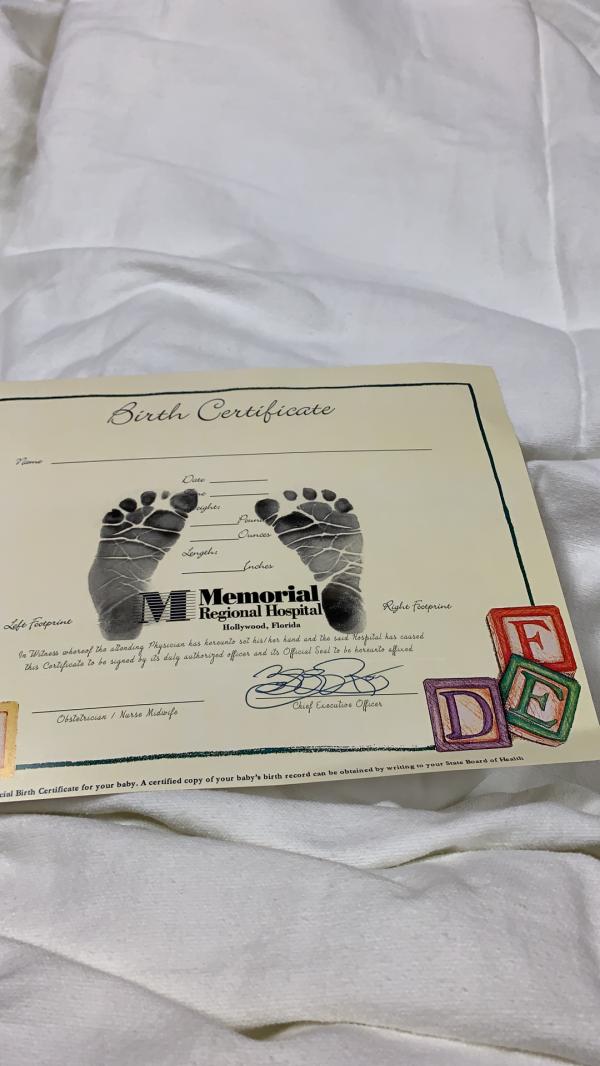 Birth Certificate
Name
Date
Pound
Ounces
Length:
Inches
M Memorial
Regional Hospital
Hollywood, Florida
Left Footprint
Right Footprint
In Witness whereof the attending Physician has hereunto set his/her hand and the said Hospital has caused
this Certificate to be signed by its duly authorized officer and its Official Seal to be hereunto affixed
Obstetrician / Nurse Midwife
Chief Executive Officer
F
D
E
cial Birth Certificate for your baby. A certified copy of your baby's birth record can be obtained by writing to your State Board of Health